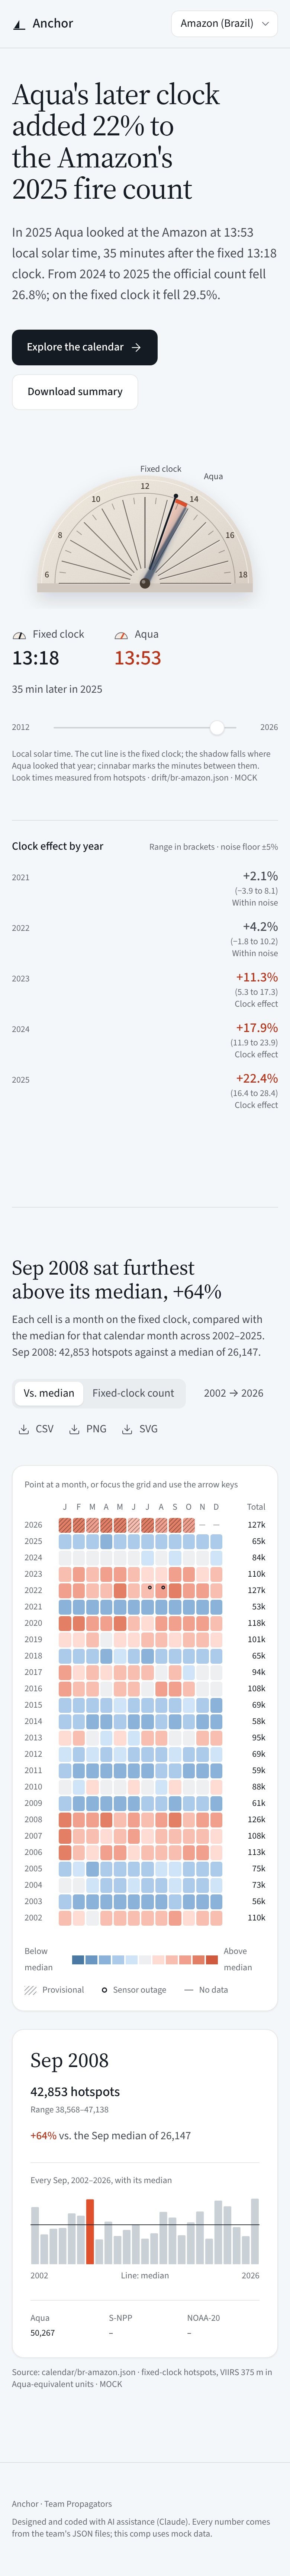 Anchor
Amazon (Brazil)
Aqua's later clock
added 22% to
the Amazon's
2025 fire count
In 2025 Aqua looked at the Amazon at 13:53
local solar time, 35 minutes after the fixed 13:18
clock. From 2024 to 2025 the official count fell
26.8%; on the fixed clock it fell 29.5%.
Explore the calendar →
Download summary
Fixed clock
Aqua
6
8
10
12
14
16
18
Fixed clock
13:18
Aqua
13:53
35 min later in 2025
2012
2026
Local solar time. The cut line is the fixed clock; the shadow falls where
Aqua looked that year; cinnabar marks the minutes between them.
Look times measured from hotspots · drift/br-amazon.json · MOCK
Clock effect by year
Range in brackets · noise floor ±5%
2021
+2.1%
(−3.9 to 8.1)
Within noise
2022
+4.2%
(−1.8 to 10.2)
Within noise
2023
+11.3%
(5.3 to 17.3)
Clock effect
2024
+17.9%
(11.9 to 23.9)
Clock effect
2025
+22.4%
(16.4 to 28.4)
Clock effect
Sep 2008 sat furthest
above its median, +64%
Each cell is a month on the fixed clock, compared with
the median for that calendar month across 2002–2025.
Sep 2008: 42,853 hotspots against a median of 26,147.
Vs. median
Fixed-clock count
2002 → 2026
CSV
PNG
SVG
Point at a month, or focus the grid and use the arrow keys
J F M A M J J A S O N D Total
2026 – – 127k
2025 65k
2024 84k
2023 110k
2022 127k
2021 53k
2020 118k
2019 101k
2018 65k
2017 94k
2016 108k
2015 69k
2014 58k
2013 95k
2012 69k
2011 59k
2010 88k
2009 61k
2008 126k
2007 108k
2006 113k
2005 75k
2004 73k
2003 56k
2002 110k
Below
median
Above
median
Provisional
Sensor outage
No data
Sep 2008
42,853 hotspots
Range 38,568–47,138
+64% vs. the Sep median of 26,147
Every Sep, 2002–2026, with its median
2002
Line: median
2026
Aqua
50,267
S-NPP
–
NOAA-20
–
Source: calendar/br-amazon.json · fixed-clock hotspots, VIIRS 375 m in
Aqua-equivalent units · MOCK
Anchor · Team Propagators
Designed and coded with AI assistance (Claude). Every number comes
from the team's JSON files; this comp uses mock data.